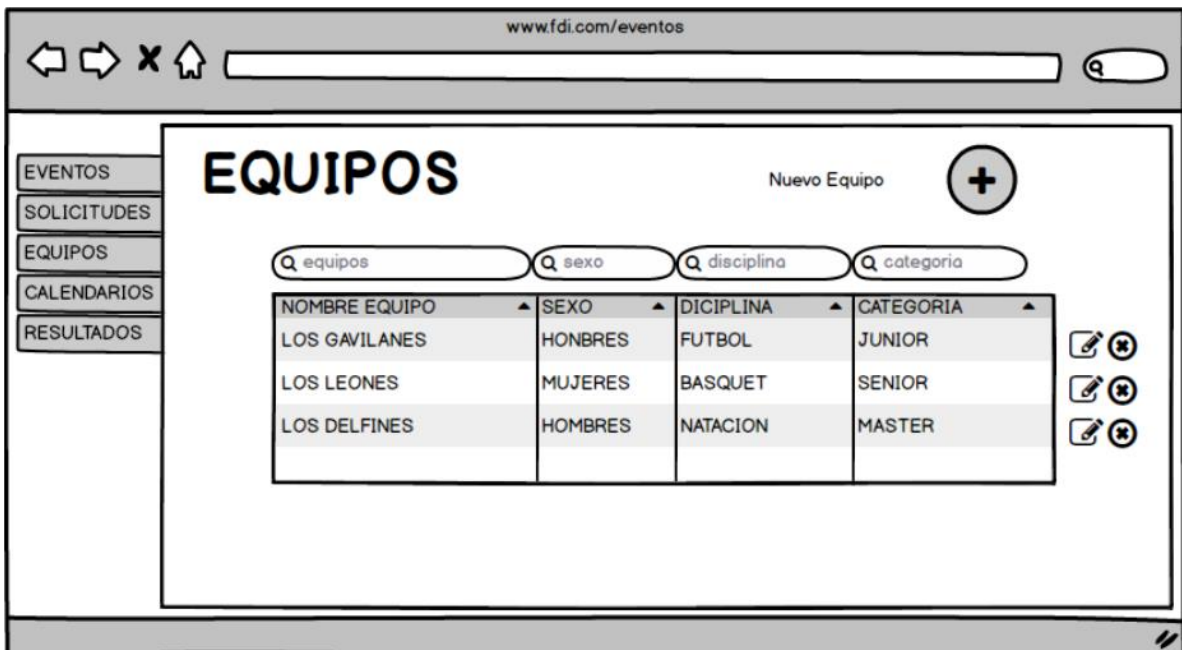 www.fdi.com/eventos
EVENTOS
SOLICITUDES
EQUIPOS
CALENDARIOS
RESULTADOS
EQUIPOS
Nuevo Equipo
equipos sexo disciplina categoria
NOMBRE EQUIPO SEXO DICIPLINA CATEGORIA
LOS GAVILANES HONBRES FUTBOL JUNIOR
LOS LEONES MUJERES BASQUET SENIOR
LOS DELFINES HOMBRES NATACION MASTER